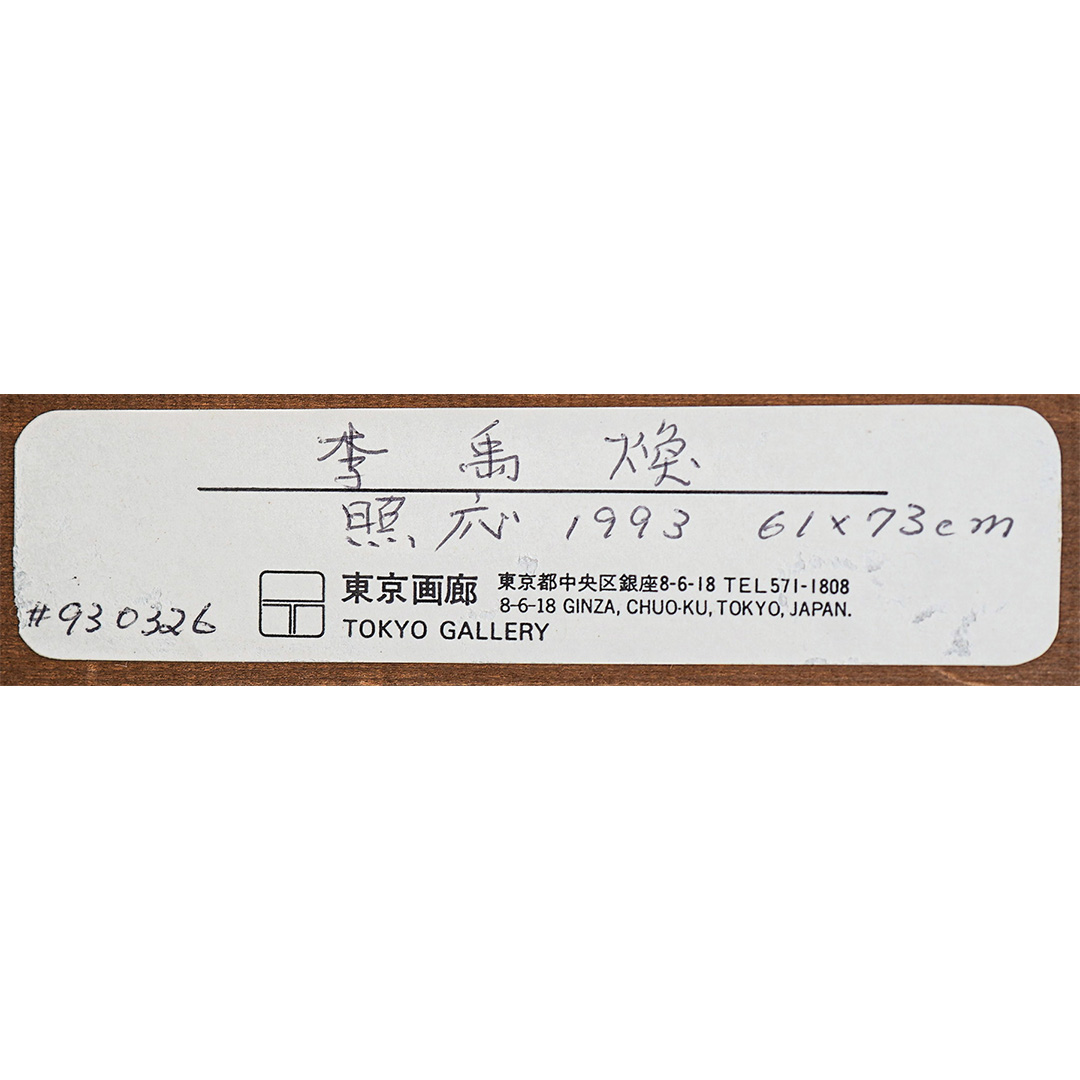 李 禹 煥
照応 1993 61×73cm
#930326
東京画廊 東京都中央区銀座8-6-18 TEL571-1808
8-6-18 GINZA, CHUO-KU, TOKYO, JAPAN.
TOKYO GALLERY